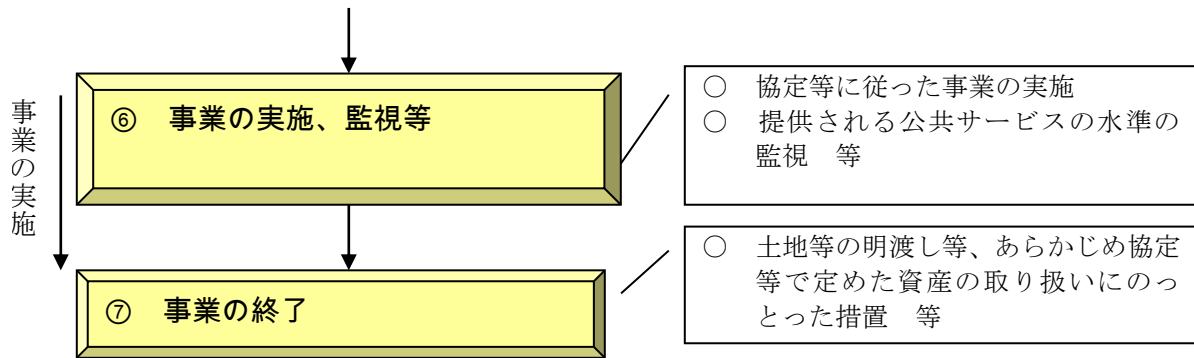 事業の実施
⑥ 事業の実施、監視等
○ 協定等に従った事業の実施
○ 提供される公共サービスの水準の
監視 等
⑦ 事業の終了
○ 土地等の明渡し等、あらかじめ協定
等で定めた資産の取り扱いにのっ
とった措置 等